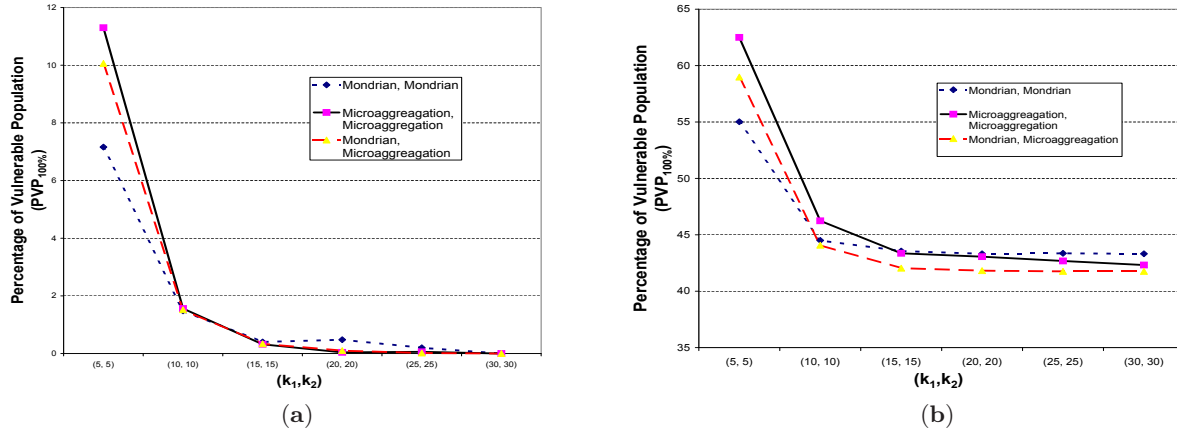 12
10
8
6
4
2
0
Percentage of Vulnerable Population
(PVP100%)
Mondrian, Mondrian
Microaggreagation,
Microaggregation
Mondrian,
Microaggreagation
(5, 5) (10, 10) (15, 15) (20, 20) (25, 25) (30, 30)
(k1,k2)
(a)
65
60
55
50
45
40
35
Percentage of Vulnerable Population
(PVP100%)
Mondrian, Mondrian
Microaggreagation,
Microaggregation
Mondrian, Microaggreagation
(5, 5) (10, 10) (15, 15) (20, 20) (25, 25) (30, 30)
(k1,k2)
(b)